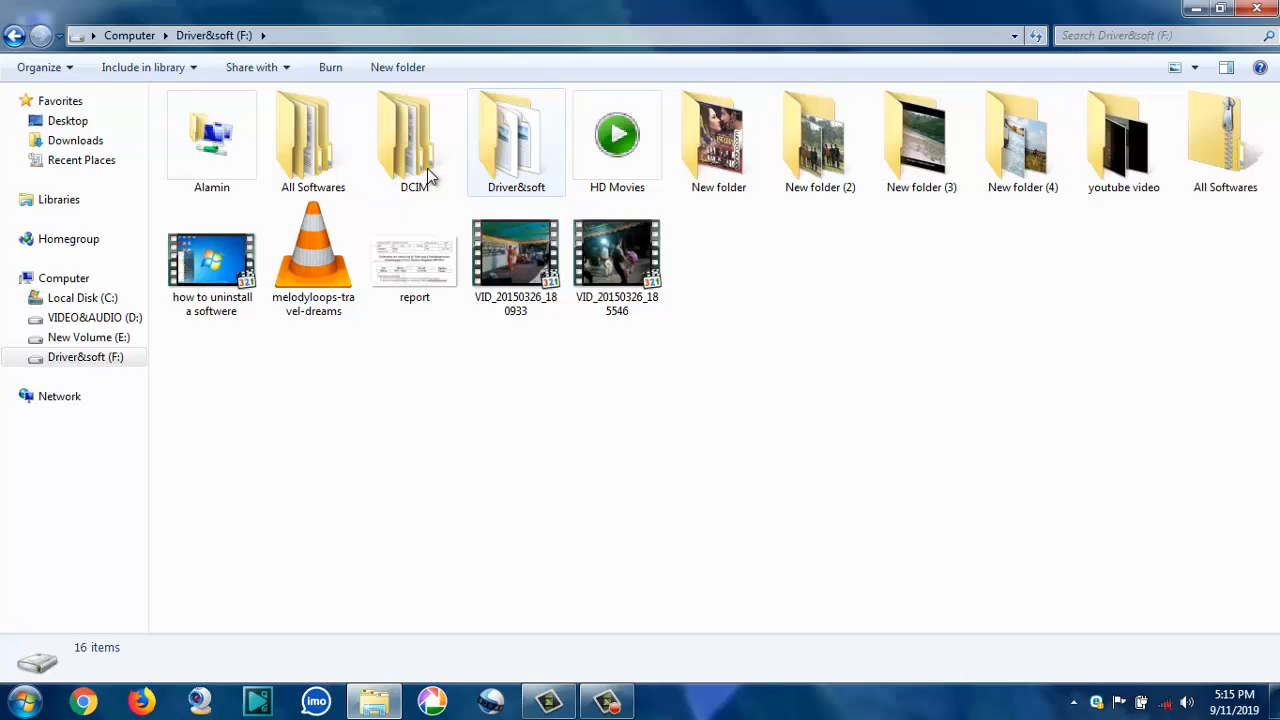 Computer
Driver&soft (F:)
Search Driver&soft (F:)
Organize
Include in library
Share with
Burn
New folder
Favorites
Desktop
Downloads
Recent Places
Libraries
Homegroup
Computer
Local Disk (C:)
VIDEO&AUDIO (D:)
New Volume (E:)
Driver&soft (F:)
Network
Alamin
All Softwares
DCIM
Driver&soft
HD Movies
New folder
New folder (2)
New folder (3)
New folder (4)
youtube video
All Softwares
how to uninstall
a softwere
melodyloops-tra
vel-dreams
report
VID_20150326_18
0933
VID_20150326_18
5546
321
321
321
16 items
imo
5:15 PM
9/11/2019